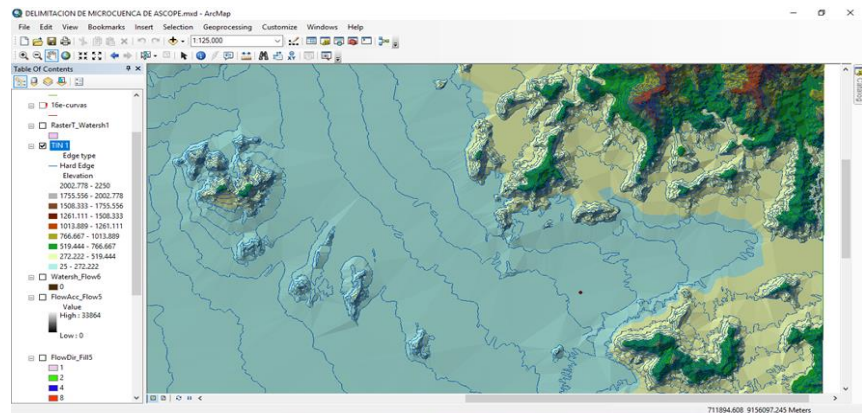 DELIMITACION DE MICROCUENCA DE ASCOPE.mxd - ArcMap
File Edit View Bookmarks Insert Selection Geoprocessing Customize Windows Help
1:125,000
Table Of Contents
16e-curvas
RasterT_Watersh1
TIN 1
Edge type
Hard Edge
Elevation
2002.778 - 2250
1755.556 - 2002.778
1508.333 - 1755.556
1261.111 - 1508.333
1013.889 - 1261.111
766.667 - 1013.889
519.444 - 766.667
272.222 - 519.444
25 - 272.222
Watersh_Flow6
0
FlowAcc_Flow5
Value
High : 33864
Low : 0
FlowDir_Fill5
1
2
4
8
Catalog
711894.608 9156097.245 Meters